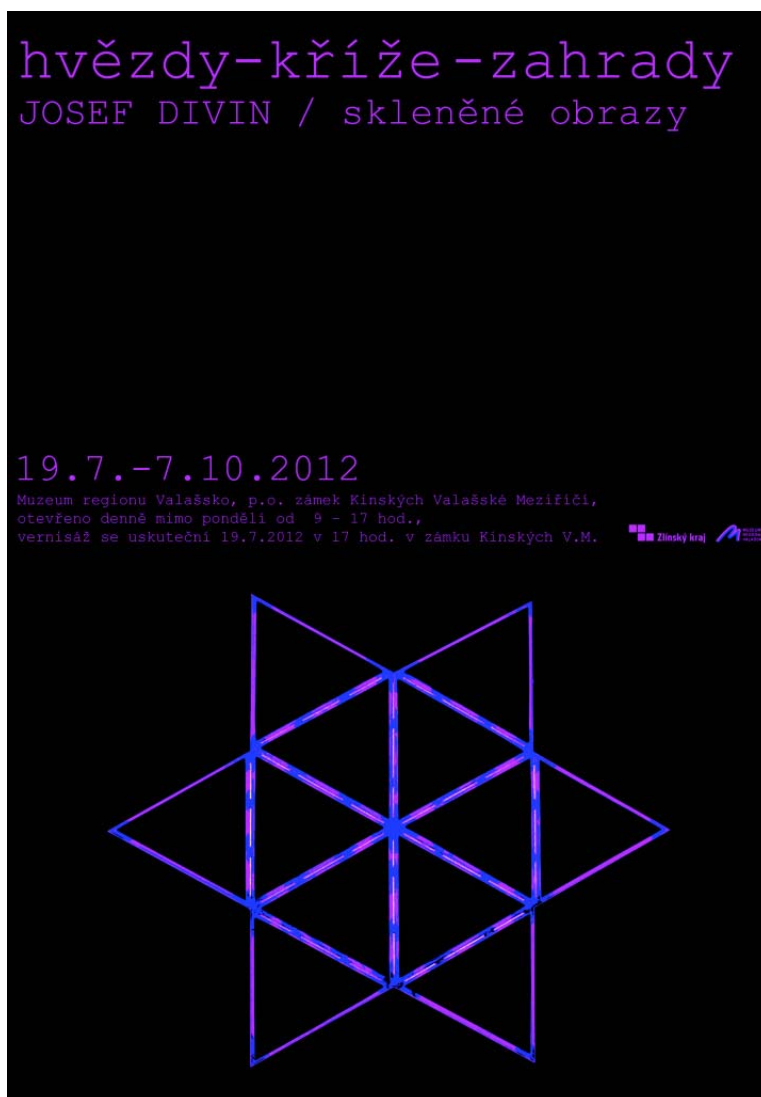 hvězdy-kříže-zahrady
JOSEF DIVIN / skleněné obrazy
19.7.-7.10.2012
Muzeum regionu Valašsko, p.o. zámek Kinských Valašské Meziříčí,
otevřeno denně mimo pondělí od 9 - 17 hod.,
vernisáž se uskuteční 19.7.2012 v 17 hod. v zámku Kinských V.M.
Zlínský kraj